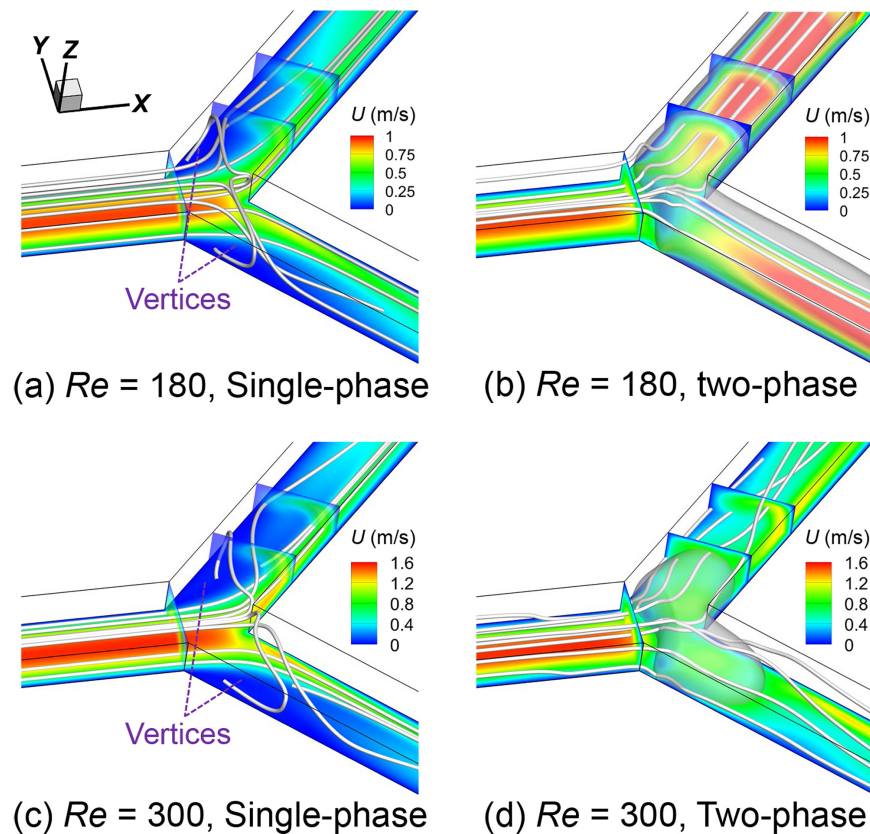 Y Z
X
U (m/s)
1
0.75
0.5
0.25
0
Vertices
(a) Re = 180, Single-phase
U (m/s)
1
0.75
0.5
0.25
0
(b) Re = 180, two-phase
U (m/s)
1.6
1.2
0.8
0.4
0
Vertices
(c) Re = 300, Single-phase
U (m/s)
1.6
1.2
0.8
0.4
0
(d) Re = 300, Two-phase